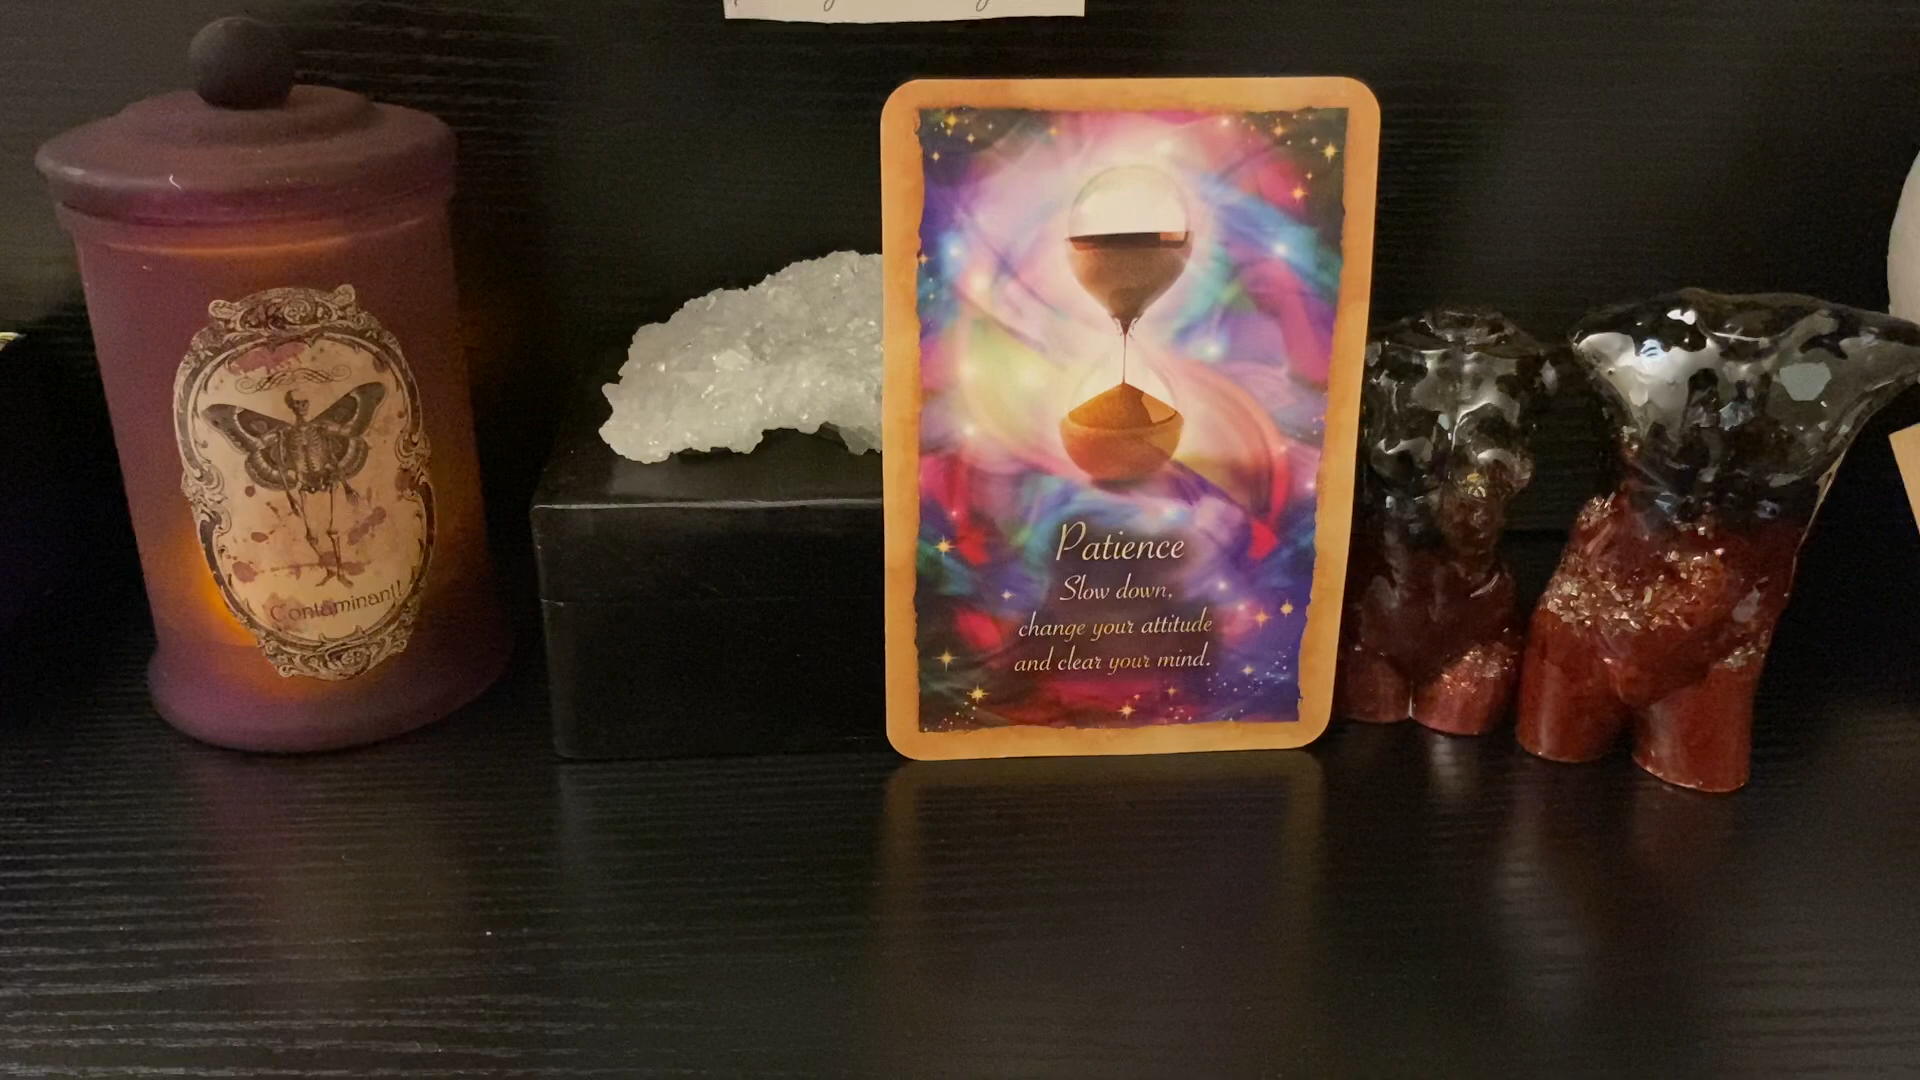 Patience
Slow down,
change your attitude
and clear your mind.
Contaminant!